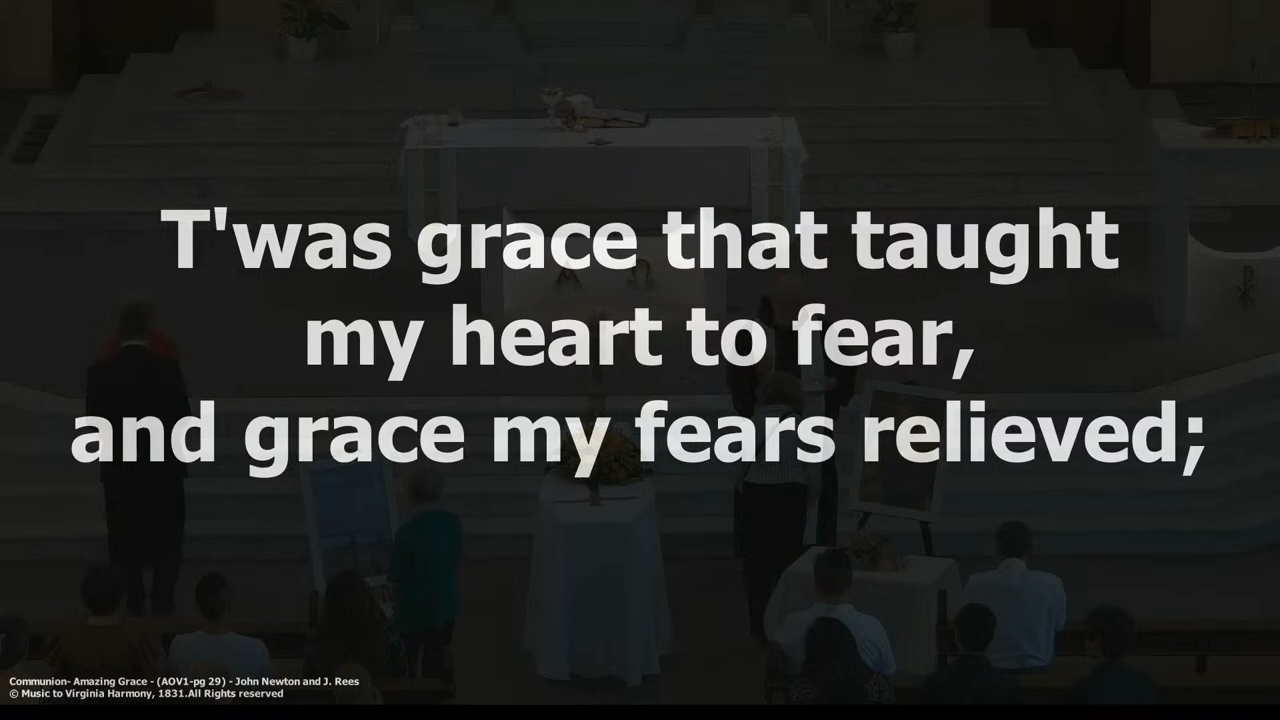 T'was grace that taught
my heart to fear,
and grace my fears relieved;
Α Ω
Communion- Amazing Grace - (AOV1-pg 29) - John Newton and J. Rees
© Music to Virginia Harmony, 1831.All Rights reserved